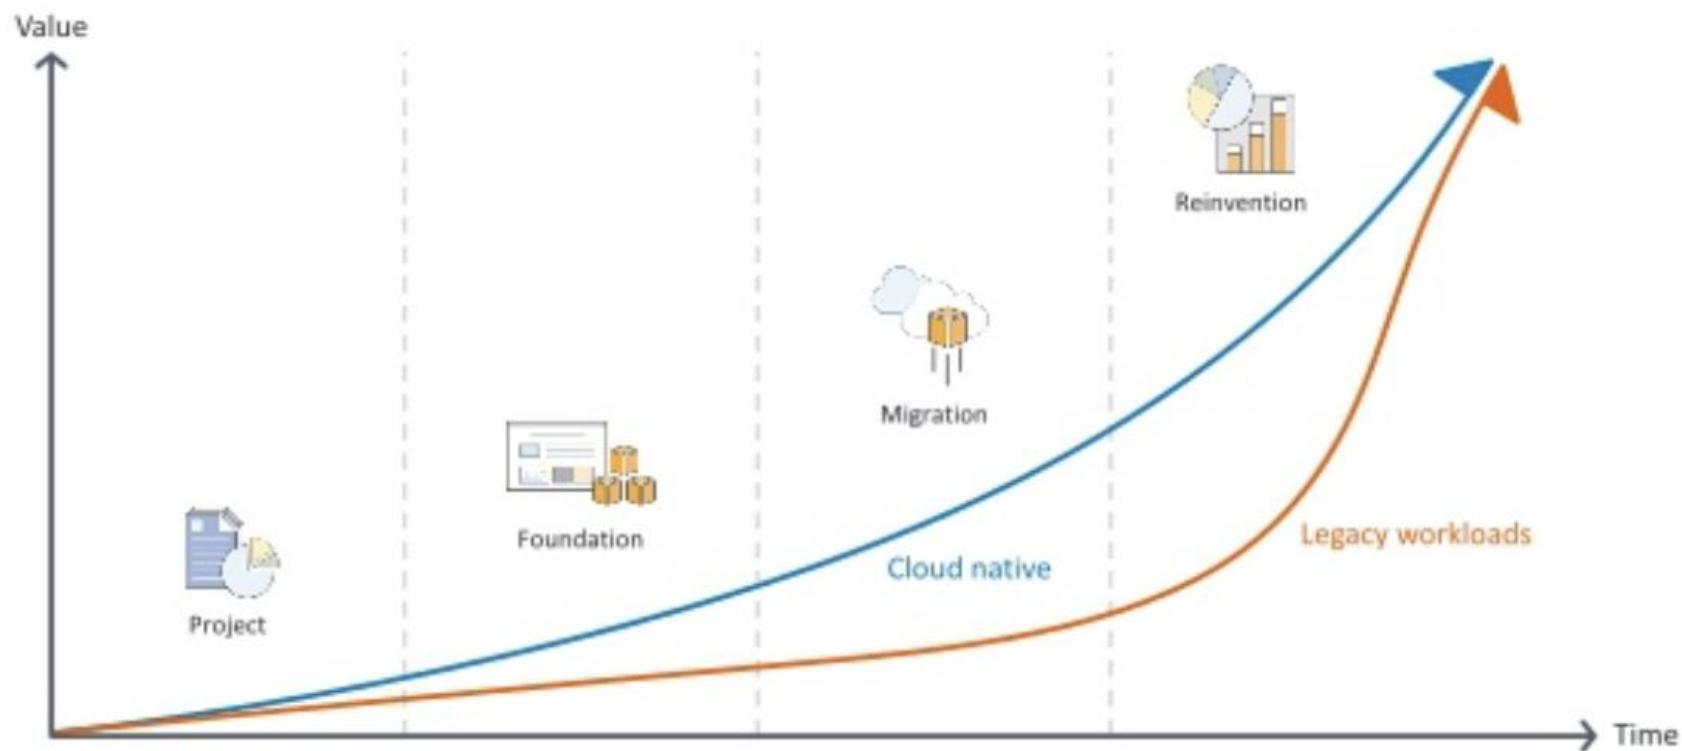 Value
Reinvention
Migration
Foundation
Legacy workloads
Cloud native
Project
Time